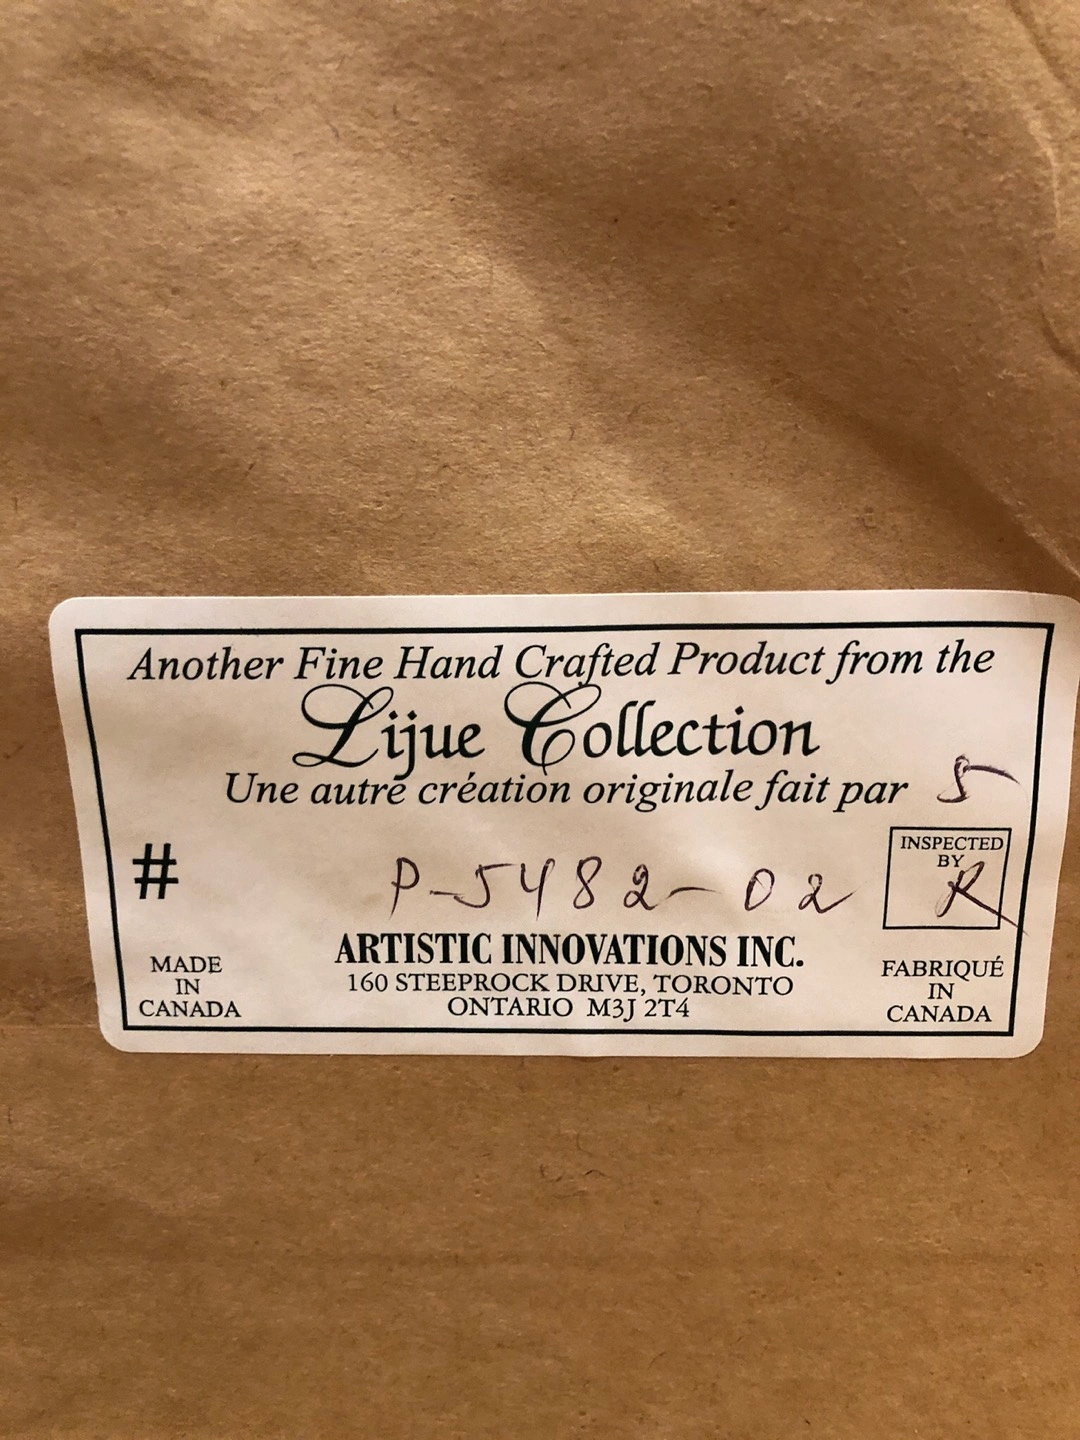 Another Fine Hand Crafted Product from the
Lijue Collection
Une autre création originale fait par 5
INSPECTED
BY R
# P-5482-02
ARTISTIC INNOVATIONS INC.
160 STEEPROCK DRIVE, TORONTO
ONTARIO M3J 2T4
MADE
IN
CANADA
FABRIQUÉ
IN
CANADA